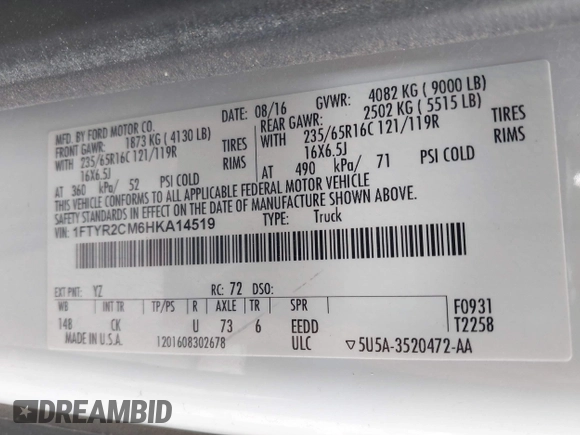 MFD. BY FORD MOTOR CO.
DATE: 08/16 GVWR: 4082 KG ( 9000 LB)
FRONT GAWR: 1873 KG ( 4130 LB)
REAR GAWR: 2502 KG ( 5515 LB)
WITH 235/65R16C 121/119R TIRES
WITH 235/65R16C 121/119R TIRES
16X6.5J RIMS
16X6.5J RIMS
AT 360 kPa/ 52 PSI COLD
AT 490 kPa/ 71 PSI COLD
THIS VEHICLE CONFORMS TO ALL APPLICABLE FEDERAL MOTOR VEHICLE
SAFETY STANDARDS IN EFFECT ON THE DATE OF MANUFACTURE SHOWN ABOVE.
VIN: 1FTYR2CM6HKA14519 TYPE: Truck
EXT PNT: YZ RC: 72 DSO:
WB INT TR TP/PS R AXLE TR SPR F0931
148 CK U 73 6 EEDD T2258
MADE IN U.S.A. 1201608302678 ULC ▽5U5A-3520472-AA
DREAMBID